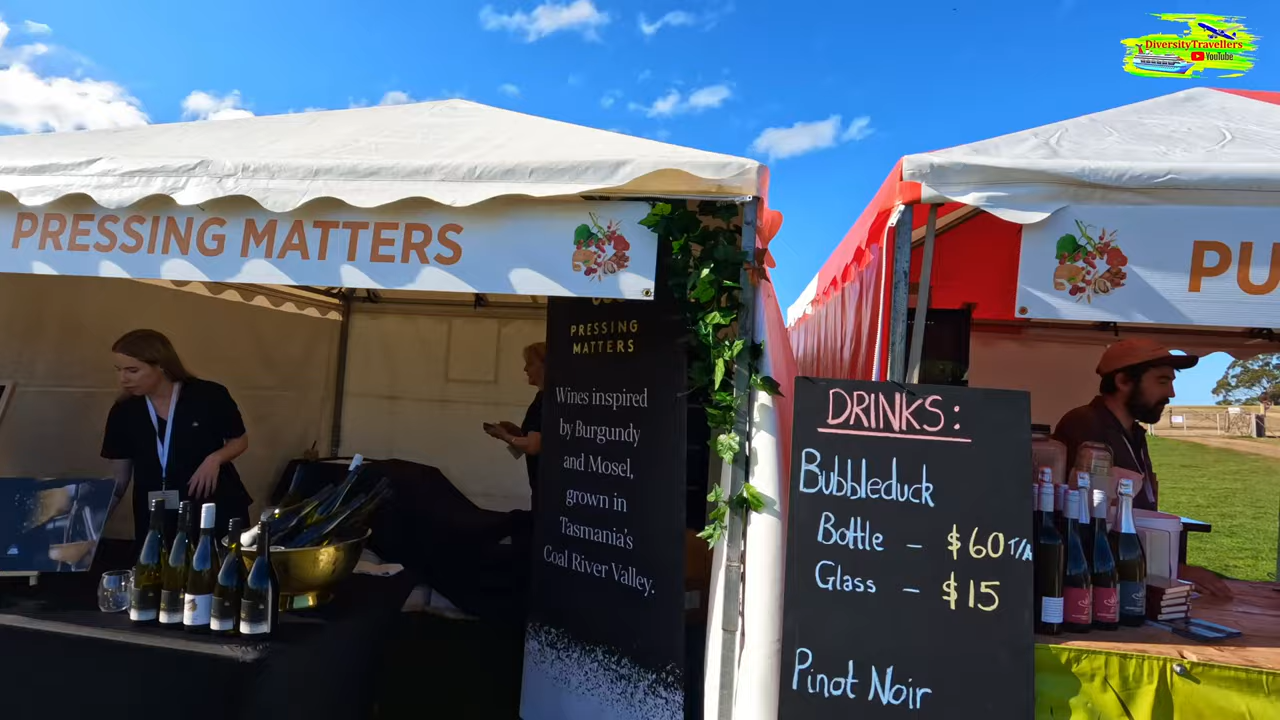 DiversityTravellers
YouTube
PRESSING MATTERS
PU
PRESSING
MATTERS
Wines inspired
by Burgundy
and Mosel,
grown in
Tasmania's
Coal River Valley.
DRINKS:
Bubbleduck
Bottle - $60 T/A
Glass - $15
Pinot Noir